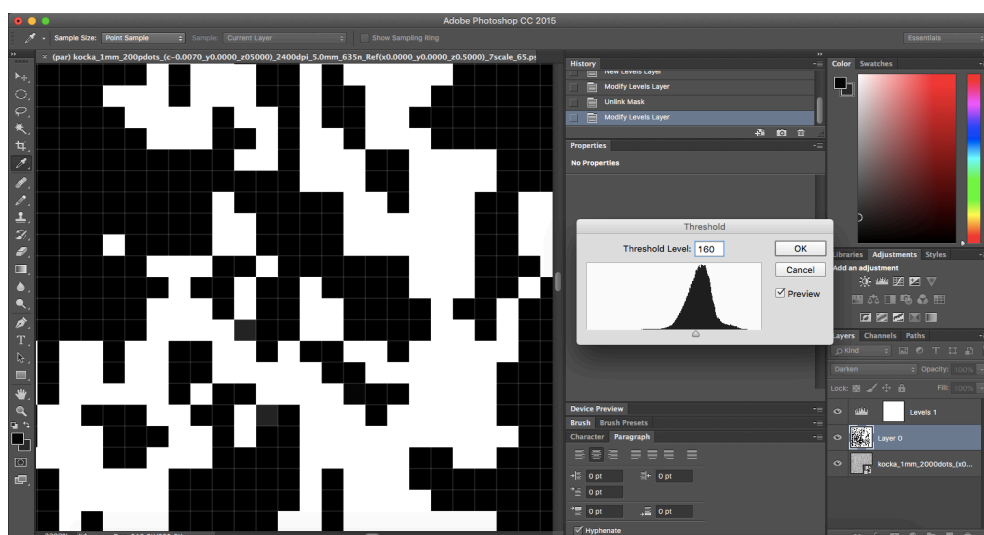 Adobe Photoshop CC 2015
Sample Size: Point Sample Sample: Current Layer Show Sampling Ring Essentials
× (par) kocka_1mm_200pdots_(c-0.0070_y0.0000_z05000)_2400dpi_5.0mm_635n_Ref(x0.0000_y0.0000_z0.5000)_7scale_65.ps
History
New Levels Layer
Modify Levels Layer
Unlink Mask
Modify Levels Layer
Properties
No Properties
Threshold
Threshold Level: 160
OK
Cancel
Preview
Device Preview
Brush Brush Presets
Character Paragraph
0 pt 0 pt
0 pt
0 pt 0 pt
Hyphenate
Color Swatches
Libraries Adjustments Styles
Add an adjustment
Layers Channels Paths
Kind
Darken Opacity: 100%
Lock: Fill: 100%
Levels 1
Layer 0
kocka_1mm_2000dots_(x0...